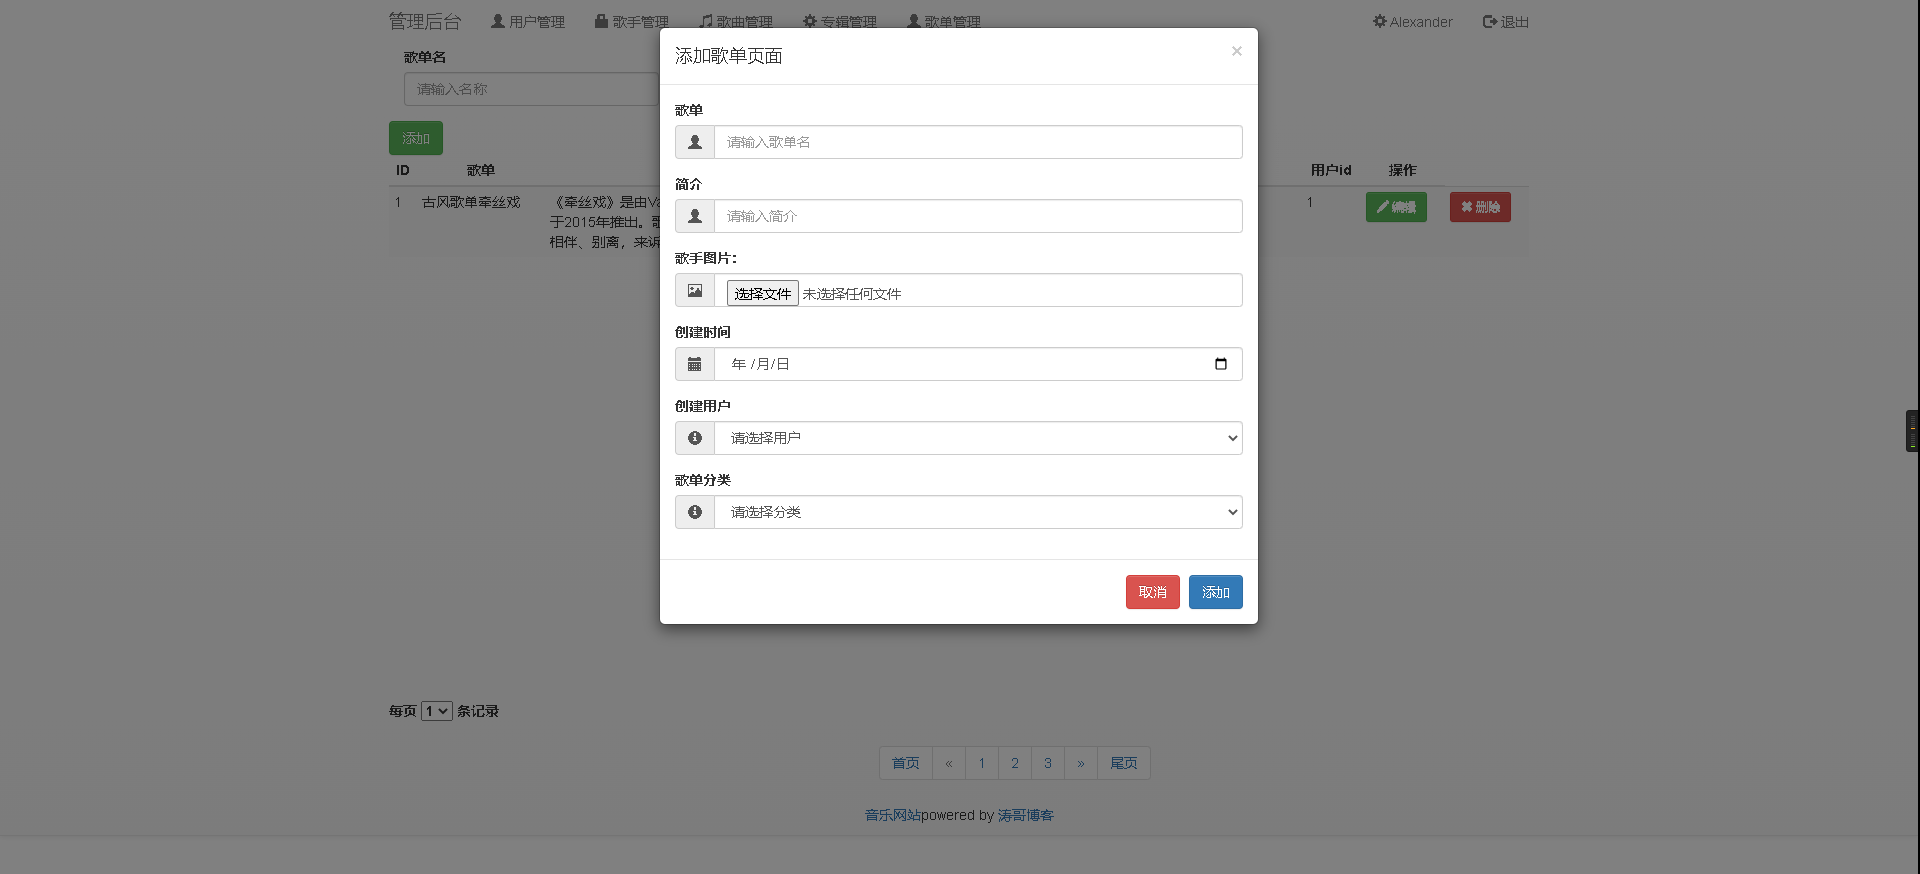 管理后台 用户管理 歌手管理 歌曲管理 专辑管理 歌单管理 Alexander 退出
歌单名
请输入名称
添加
ID 歌单 用户id 操作
1 古风歌单牵丝戏 《牵丝戏》是由Va 1 编辑 删除
于2015年推出。歌
相伴、别离，来诉
添加歌单页面 ×
歌单
请输入歌单名
简介
请输入简介
歌手图片：
选择文件 未选择任何文件
创建时间
年 /月/日
创建用户
请选择用户
歌单分类
请选择分类
取消 添加
每页 1 条记录
首页 « 1 2 3 » 尾页
音乐网站powered by 涛哥博客